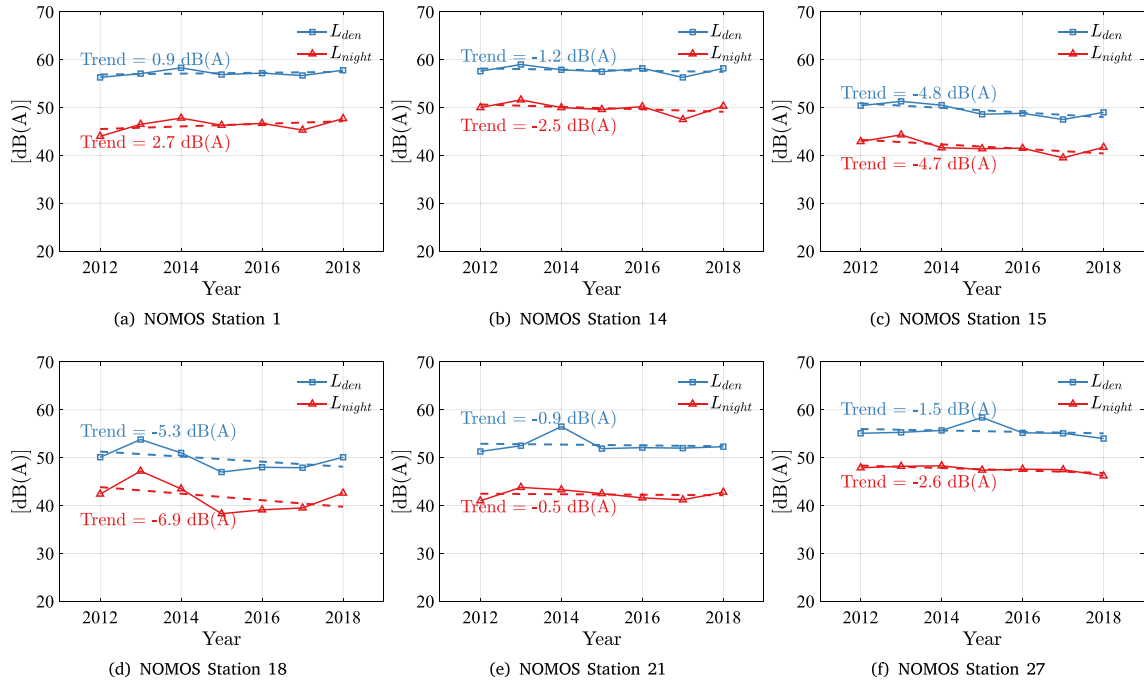 70
60
50
40
30
20
[dB(A)]
L_den
L_night
Trend = 0.9 dB(A)
Trend = 2.7 dB(A)
2012 2014 2016 2018
Year
(a) NOMOS Station 1
70
60
50
40
30
20
[dB(A)]
L_den
L_night
Trend = -1.2 dB(A)
Trend = -2.5 dB(A)
2012 2014 2016 2018
Year
(b) NOMOS Station 14
70
60
50
40
30
20
[dB(A)]
L_den
L_night
Trend = -4.8 dB(A)
Trend = -4.7 dB(A)
2012 2014 2016 2018
Year
(c) NOMOS Station 15
70
60
50
40
30
20
[dB(A)]
L_den
L_night
Trend = -5.3 dB(A)
Trend = -6.9 dB(A)
2012 2014 2016 2018
Year
(d) NOMOS Station 18
70
60
50
40
30
20
[dB(A)]
L_den
L_night
Trend = -0.9 dB(A)
Trend = -0.5 dB(A)
2012 2014 2016 2018
Year
(e) NOMOS Station 21
70
60
50
40
30
20
[dB(A)]
L_den
L_night
Trend = -1.5 dB(A)
Trend = -2.6 dB(A)
2012 2014 2016 2018
Year
(f) NOMOS Station 27